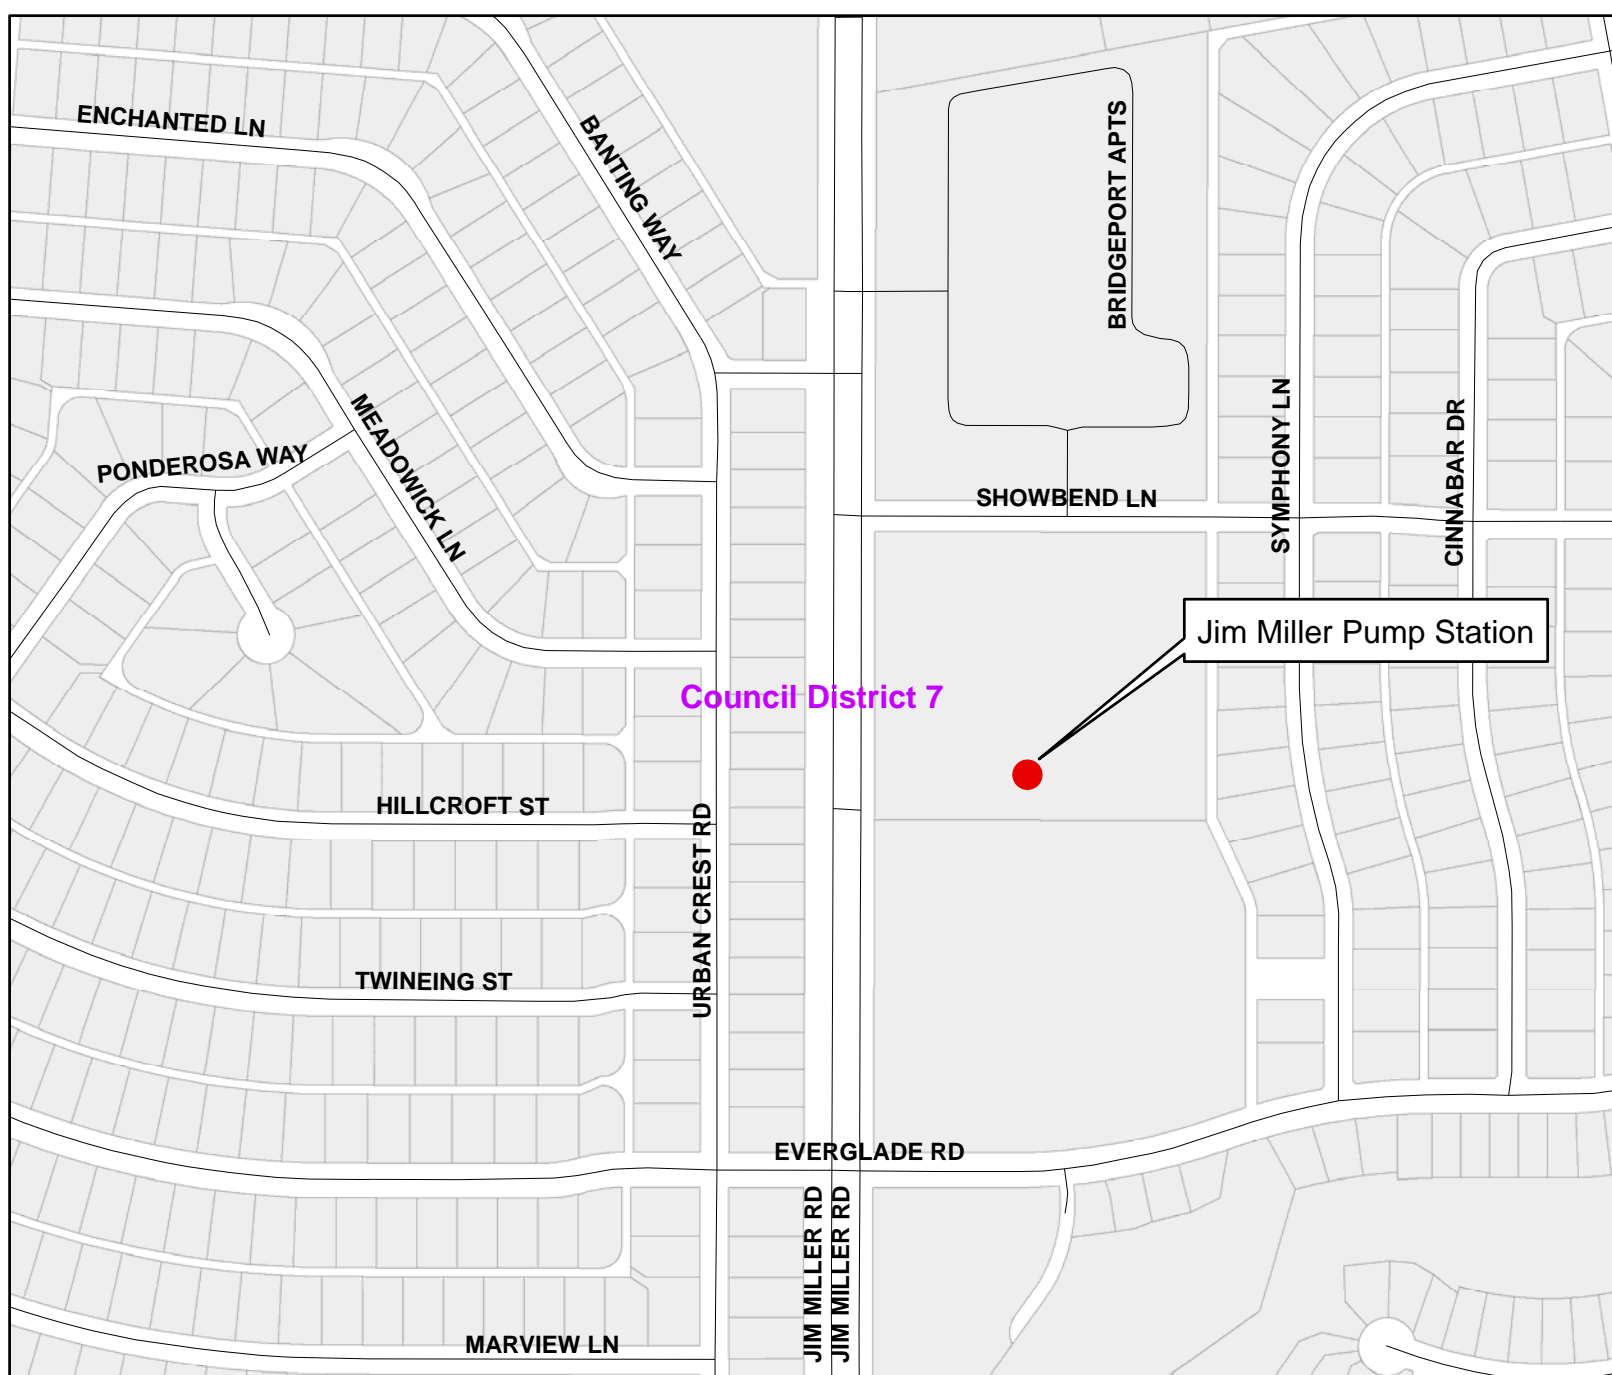 ENCHANTED LN
BANTING WAY
BRIDGEPORT APTS
MEADOWICK LN
PONDEROSA WAY
SYMPHONY LN
CINNABAR DR
SHOWBEND LN
Jim Miller Pump Station
Council District 7
HILLCROFT ST
URBAN CREST RD
TWINEING ST
EVERGLADE RD
JIM MILLER RD
JIM MILLER RD
MARVIEW LN